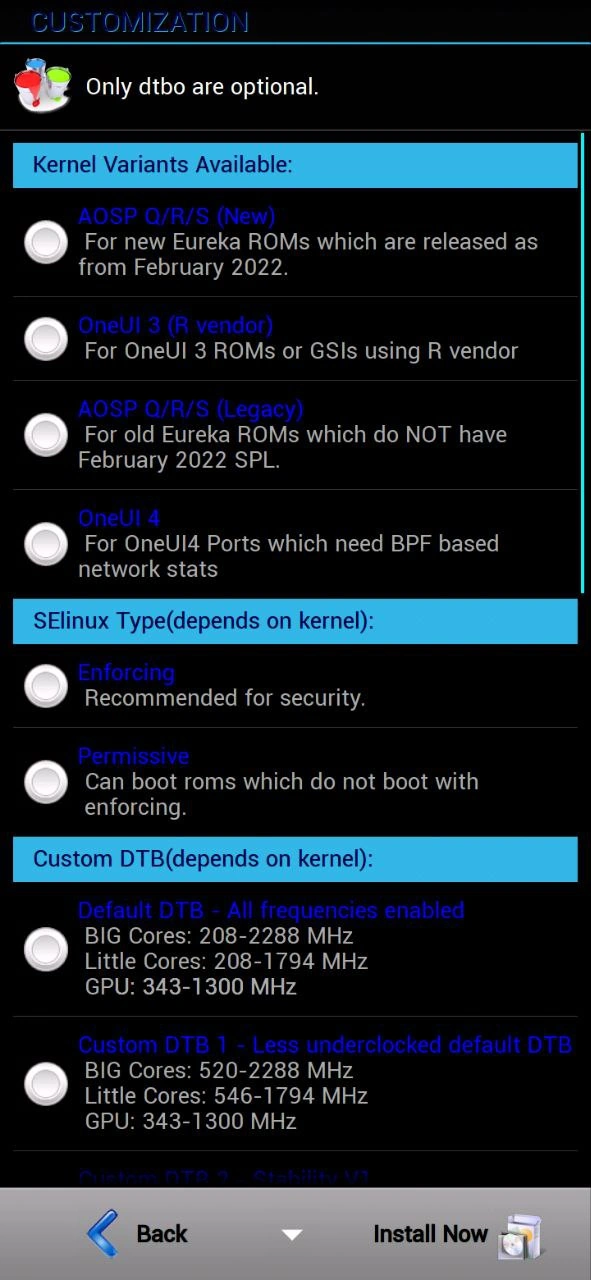 CUSTOMIZATION
Only dtbo are optional.
Kernel Variants Available:
AOSP Q/R/S (New)
For new Eureka ROMs which are released as
from February 2022.
OneUI 3 (R vendor)
For OneUI 3 ROMs or GSIs using R vendor
AOSP Q/R/S (Legacy)
For old Eureka ROMs which do NOT have
February 2022 SPL.
OneUI 4
For OneUI4 Ports which need BPF based
network stats
SElinux Type(depends on kernel):
Enforcing
Recommended for security.
Permissive
Can boot roms which do not boot with
enforcing.
Custom DTB(depends on kernel):
Default DTB - All frequencies enabled
BIG Cores: 208-2288 MHz
Little Cores: 208-1794 MHz
GPU: 343-1300 MHz
Custom DTB 1 - Less underclocked default DTB
BIG Cores: 520-2288 MHz
Little Cores: 546-1794 MHz
GPU: 343-1300 MHz
Custom DTB 2 - Stability V1
Back
Install Now